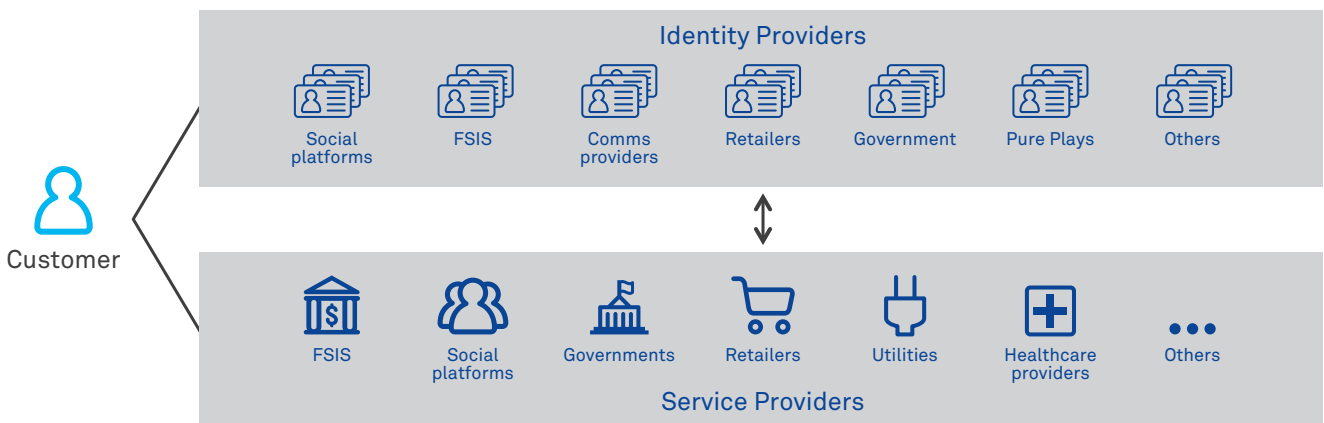 Identity Providers
Social
platforms
FSIS
Comms
providers
Retailers
Government
Pure Plays
Others
Customer
$
FSIS
Social
platforms
Governments
Retailers
Utilities
Healthcare
providers
Others
Service Providers